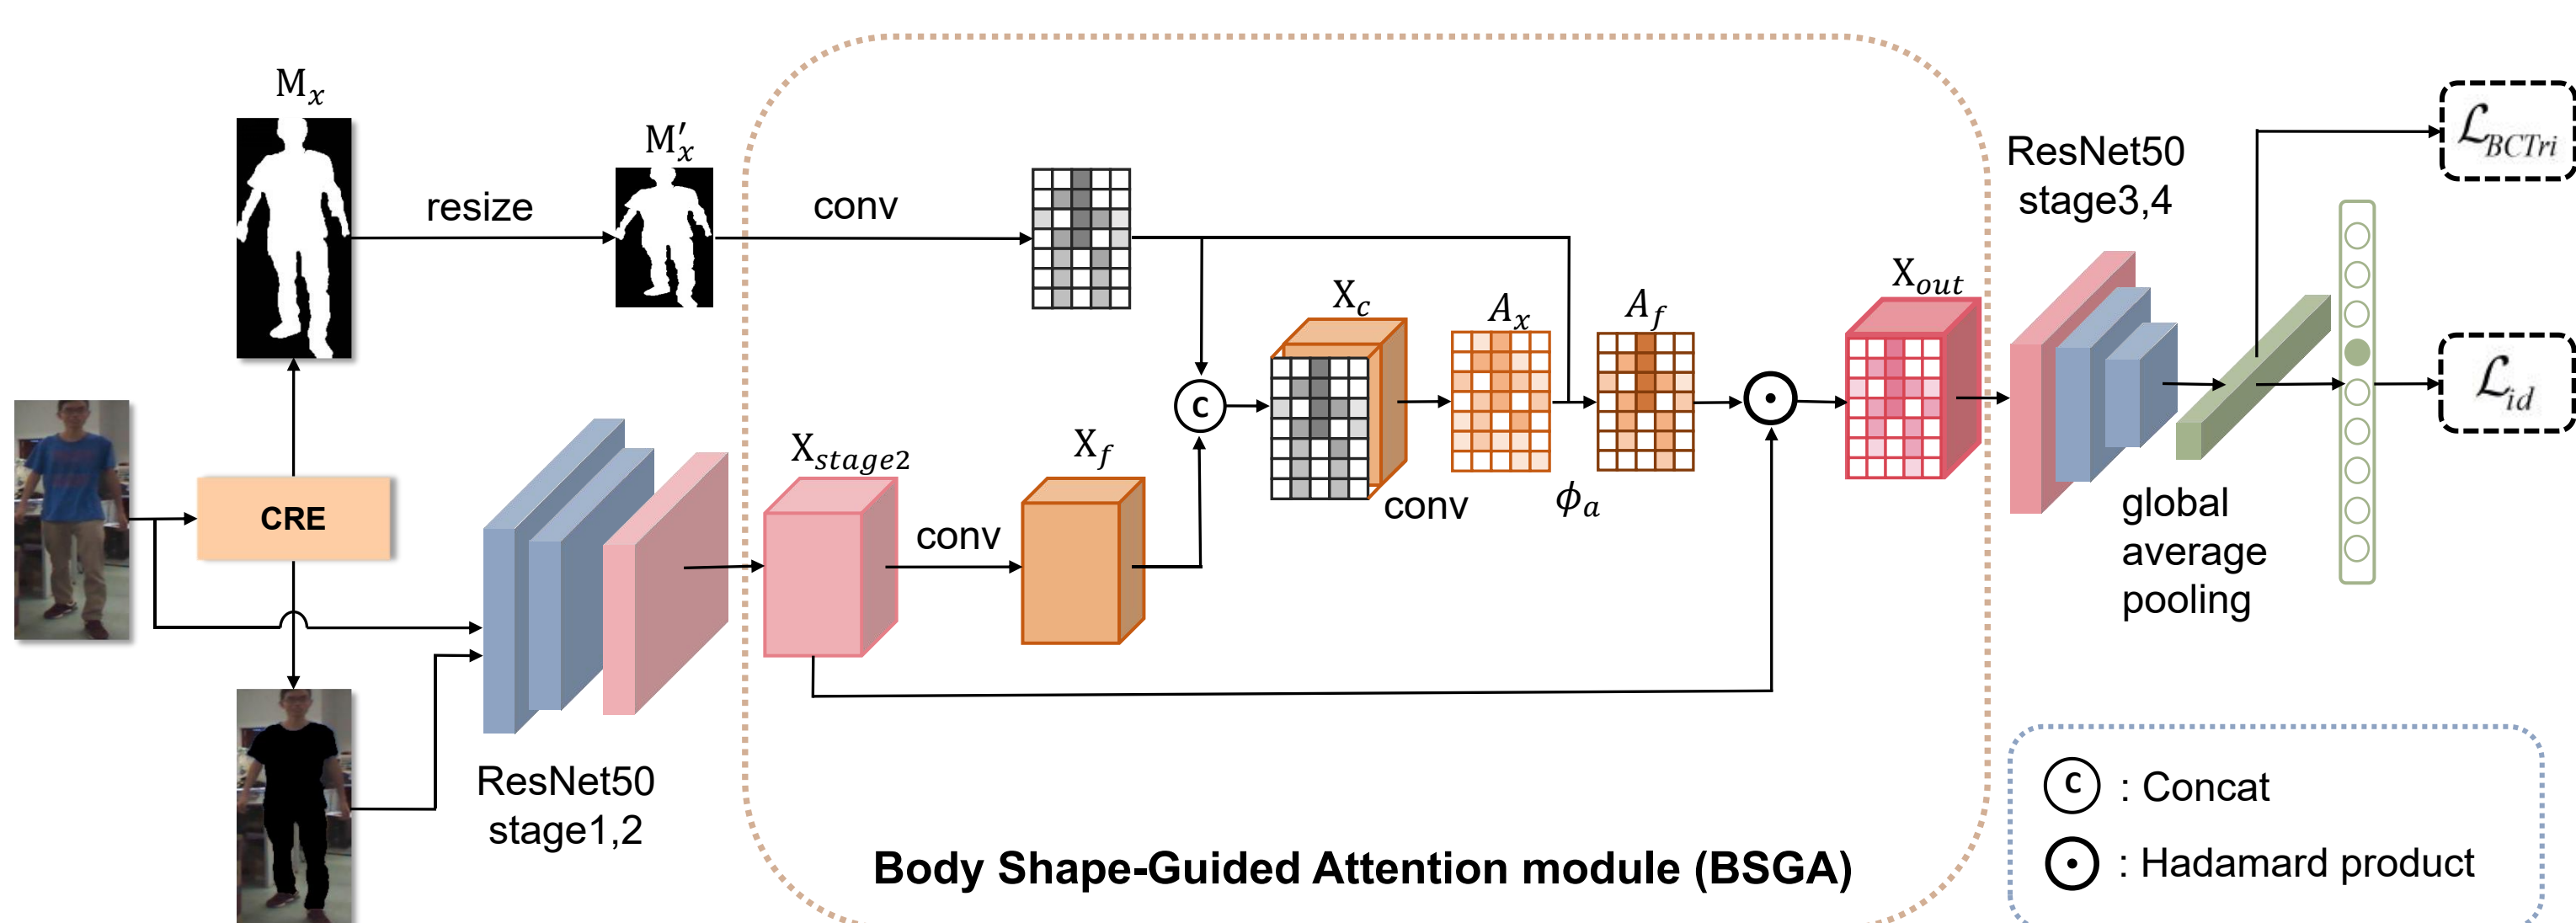 M𝑥
M′𝑥
resize
conv
CRE
ResNet50
stage1,2
X𝑠𝑡𝑎𝑔𝑒2
conv
X𝑓
C
X𝑐
conv
𝐴𝑥
𝜙𝑎
𝐴𝑓
X𝑜𝑢𝑡
Body Shape-Guided Attention module (BSGA)
ResNet50
stage3,4
global
average
pooling
ℒBCTri
ℒid
C : Concat
⊙ : Hadamard product